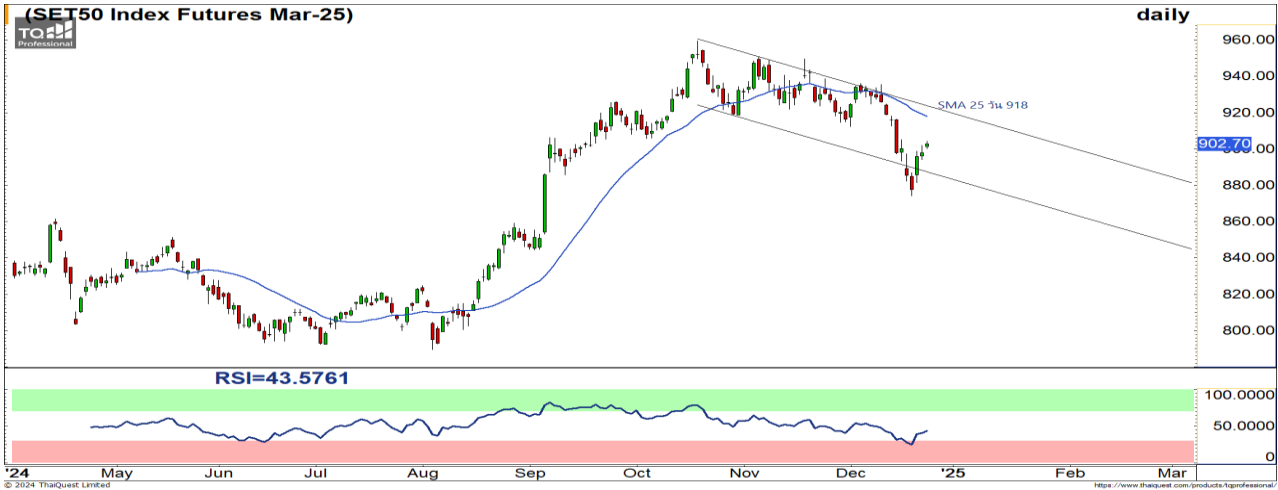 (SET50 Index Futures Mar-25)
daily
TQ
Professional
960.00
940.00
920.00
SMA 25 วัน 918
902.70
900.00
880.00
860.00
840.00
820.00
800.00
RSI=43.5761
100.0000
50.0000
0
'24 May Jun Jul Aug Sep Oct Nov Dec '25 Feb Mar
© 2024 ThaiQuest Limited
https://www.thaiquest.com/products/tqprofessional/